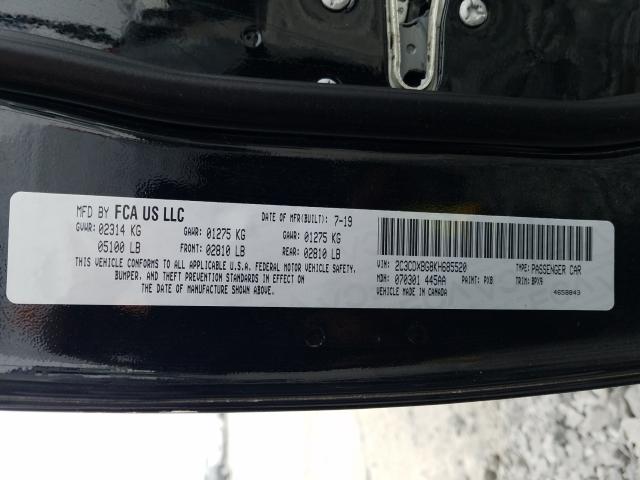 MFD BY FCA US LLC DATE OF MFR(BUILT): 7-19
GVWR: 02314 KG GAWR: 01275 KG GAWR: 01275 KG
05100 LB FRONT: 02810 LB REAR: 02810 LB
THIS VEHICLE CONFORMS TO ALL APPLICABLE U.S.A. FEDERAL MOTOR VEHICLE SAFETY,
BUMPER, AND THEFT PREVENTION STANDARDS IN EFFECT ON
THE DATE OF MANUFACTURE SHOWN ABOVE.
VIN: 2C3CDXBG0KH685520 TYPE: PASSENGER CAR
MDH: 070301 445AA PAINT: PXB TRIM: BPX9
VEHICLE MADE IN CANADA 4658843